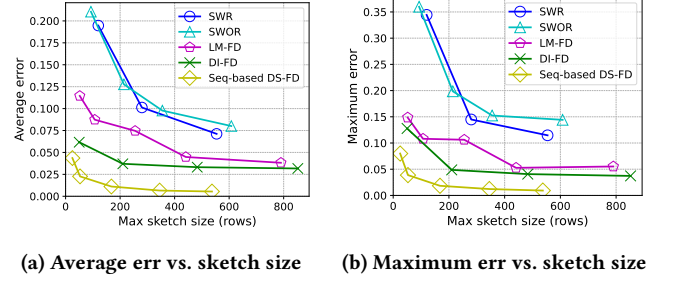 0.200
0.175
0.150
0.125
0.100
0.075
0.050
0.025
0.000
Average error
0
200
400
600
800
Max sketch size (rows)
SWR
SWOR
LM-FD
DI-FD
Seq-based DS-FD
(a) Average err vs. sketch size
0.35
0.30
0.25
0.20
0.15
0.10
0.05
0.00
Maximum error
0
200
400
600
800
Max sketch size (rows)
SWR
SWOR
LM-FD
DI-FD
Seq-based DS-FD
(b) Maximum err vs. sketch size